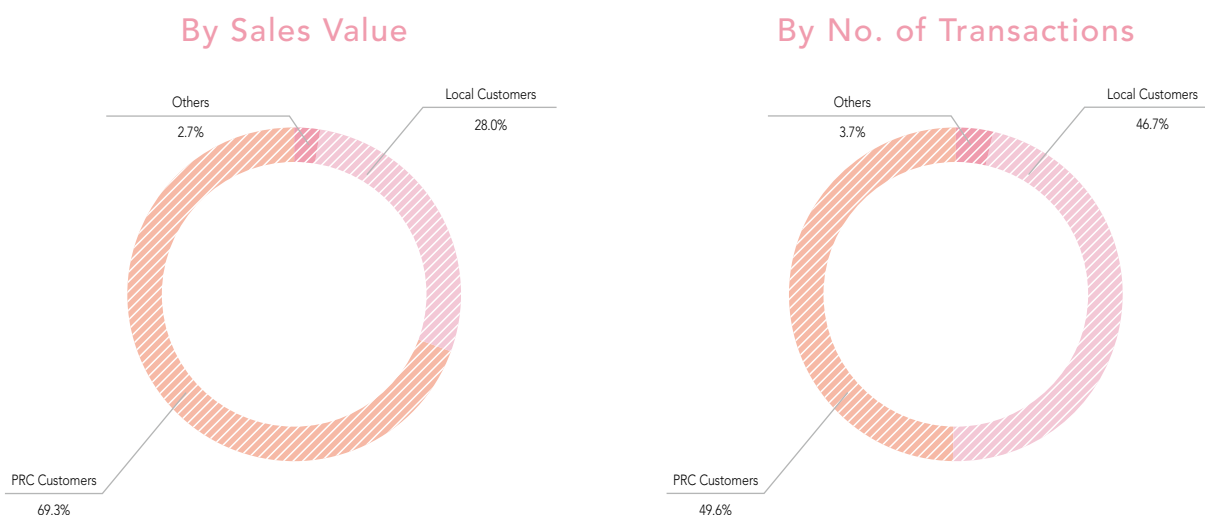 By Sales Value
Others
2.7%
Local Customers
28.0%
PRC Customers
69.3%
By No. of Transactions
Others
3.7%
Local Customers
46.7%
PRC Customers
49.6%